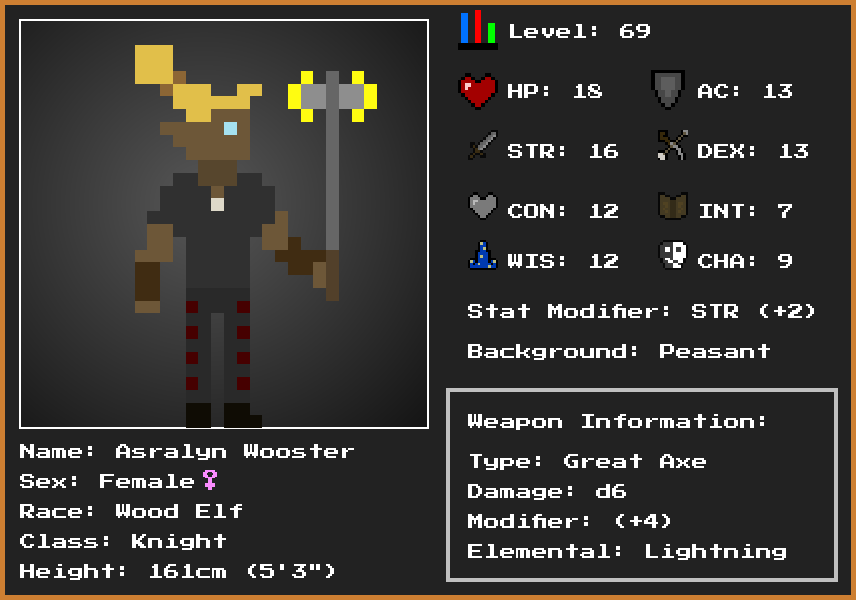 Level: 69
HP: 18
AC: 13
STR: 16
DEX: 13
CON: 12
INT: 7
WIS: 12
CHA: 9
Stat Modifier: STR (+2)
Background: Peasant
Weapon Information:
Type: Great Axe
Damage: d6
Modifier: (+4)
Elemental: Lightning
Name: Asralyn Wooster
Sex: Female♀
Race: Wood Elf
Class: Knight
Height: 161cm (5'3")